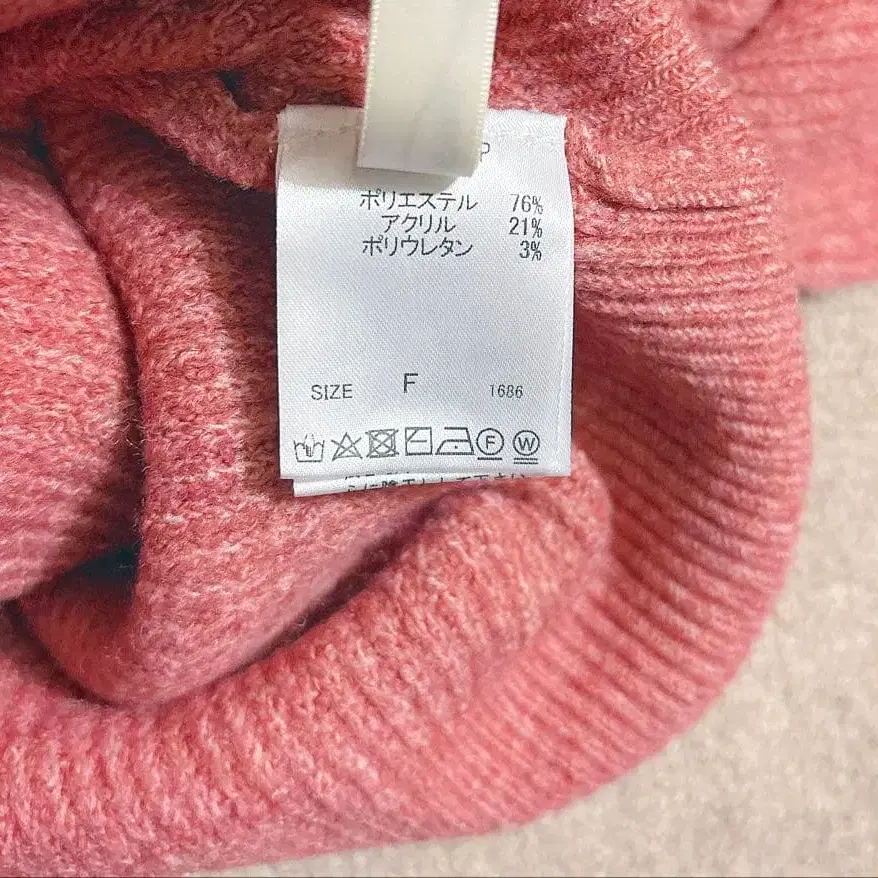 P
ポリエステル 76%
アクリル 21%
ポリウレタン 3%
SIZE F 1686
F W